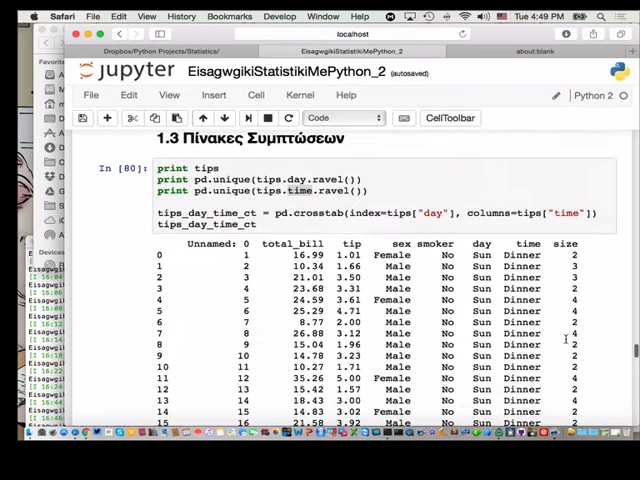 Safari File Edit View History Bookmarks Develop Window Help Tue 4:49 PM
localhost
Dropbox/Python Projects/Statistics/ EisagwgikiStatistikiMePython_2 about:blank
jupyter EisagwgikiStatistikiMePython_2 (autosaved)
File Edit View Insert Cell Kernel Help Python 2
Code CellToolbar
1.3 Πίνακες Συμπτώσεων
In [80]: print tips
print pd.unique(tips.day.ravel())
print pd.unique(tips.time.ravel())
tips_day_time_ct = pd.crosstab(index=tips["day"], columns=tips["time"])
tips_day_time_ct
Unnamed: 0 total_bill tip sex smoker day time size
0 1 16.99 1.01 Female No Sun Dinner 2
1 2 10.34 1.66 Male No Sun Dinner 3
2 3 21.01 3.50 Male No Sun Dinner 3
3 4 23.68 3.31 Male No Sun Dinner 2
4 5 24.59 3.61 Female No Sun Dinner 4
5 6 25.29 4.71 Male No Sun Dinner 4
6 7 8.77 2.00 Male No Sun Dinner 2
7 8 26.88 3.12 Male No Sun Dinner 4
8 9 15.04 1.96 Male No Sun Dinner 2
9 10 14.78 3.23 Male No Sun Dinner 2
10 11 10.27 1.71 Male No Sun Dinner 2
11 12 35.26 5.00 Female No Sun Dinner 4
12 13 15.42 1.57 Male No Sun Dinner 2
13 14 18.43 3.00 Male No Sun Dinner 4
14 15 14.83 3.02 Female No Sun Dinner 2
15 16 21.58 3.92 Male No Sun Dinner 2